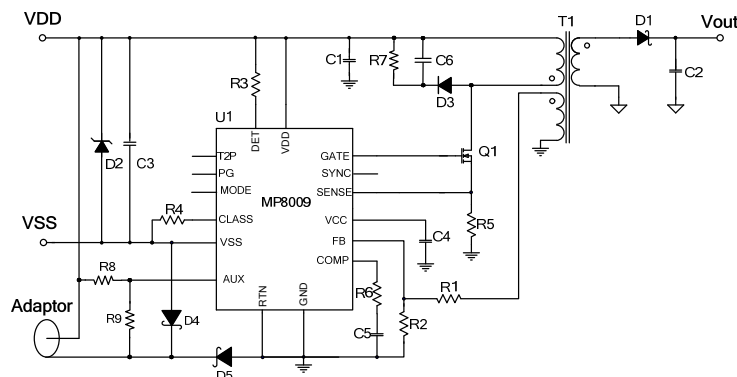 VDD
T1
D1
Vout
C1
R7
C6
C2
R3
D3
U1
DET
VDD
D2
C3
T2P
GATE
Q1
PG
SYNC
MODE
SENSE
MP8009
R4
CLASS
VCC
R5
VSS
VSS
FB
C4
COMP
R8
AUX
R6
R1
Adaptor
RTN
GND
R9
D4
R2
C5
D5